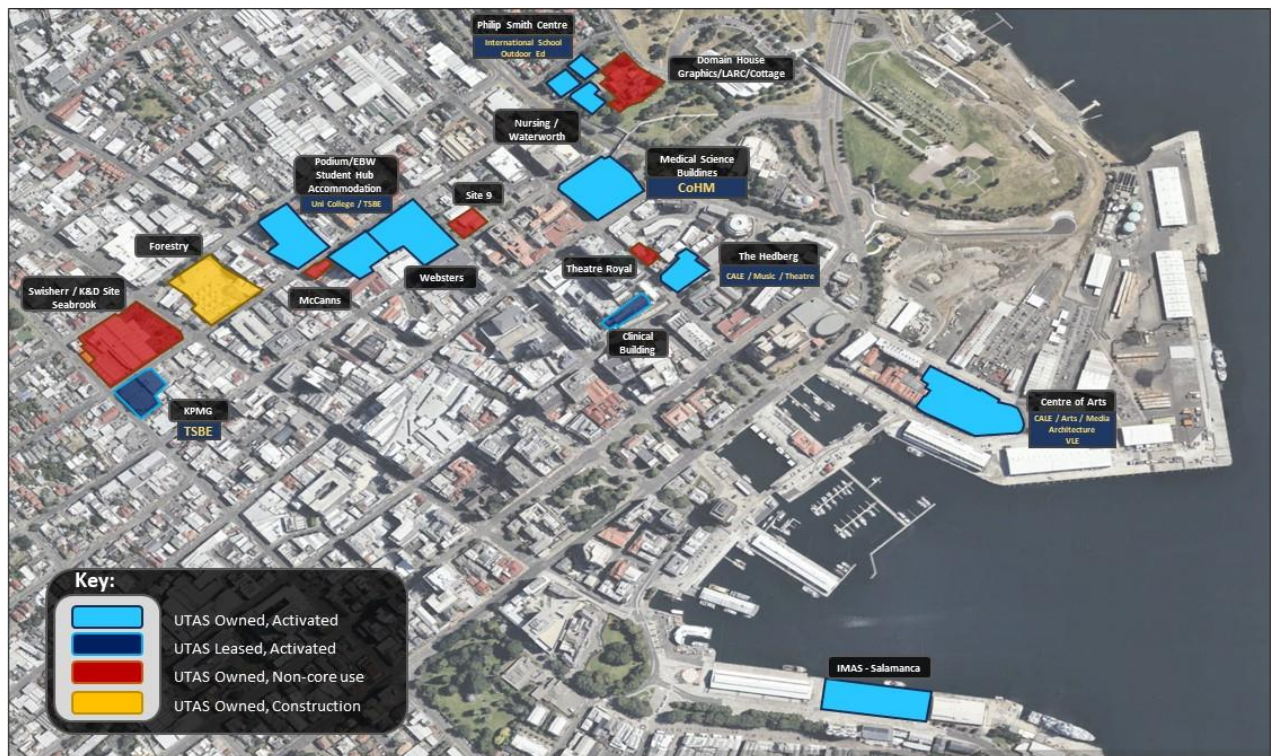 Philip Smith Centre
International School
Outdoor Ed
Domain House
Graphics/LARC/Cottage
Nursing /
Waterworth
Podium/EBW
Student Hub
Accommodation
Uni College / TSBE
Site 9
Medical Science
Buildings
CoHM
Forestry
Theatre Royal
The Hedberg
CALE / Music / Theatre
Swisherr / K&D Site
Seabrook
McCanns
Websters
Clinical
Building
KPMG
TSBE
Centre of Arts
CALE / Arts / Media
Architecture
VLE
IMAS - Salamanca
Key:
UTAS Owned, Activated
UTAS Leased, Activated
UTAS Owned, Non-core use
UTAS Owned, Construction